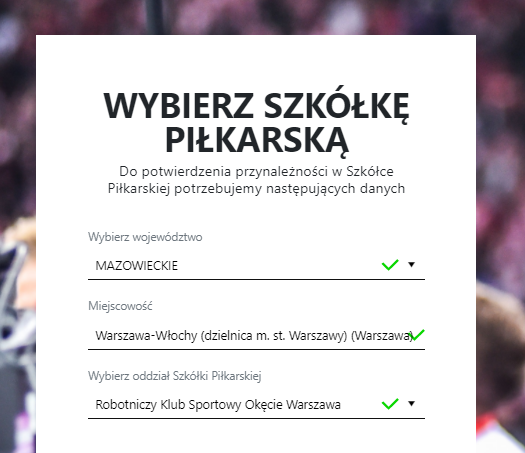 WYBIERZ SZKÓŁKĘ
PIŁKARSKĄ
Do potwierdzenia przynależności w Szkółce
Piłkarskiej potrzebujemy następujących danych
Wybierz województwo
MAZOWIECKIE
Miejscowość
Warszawa-Włochy (dzielnica m. st. Warszawy) (Warszawa)
Wybierz oddział Szkółki Piłkarskiej
Robotniczy Klub Sportowy Okęcie Warszawa